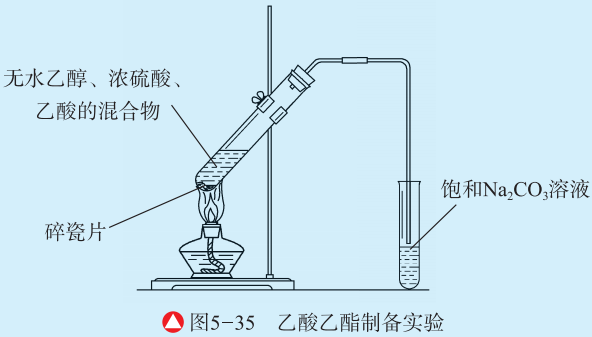 无水乙醇、浓硫酸、
乙酸的混合物
碎瓷片
饱和Na₂CO₃溶液
图5-35 乙酸乙酯制备实验